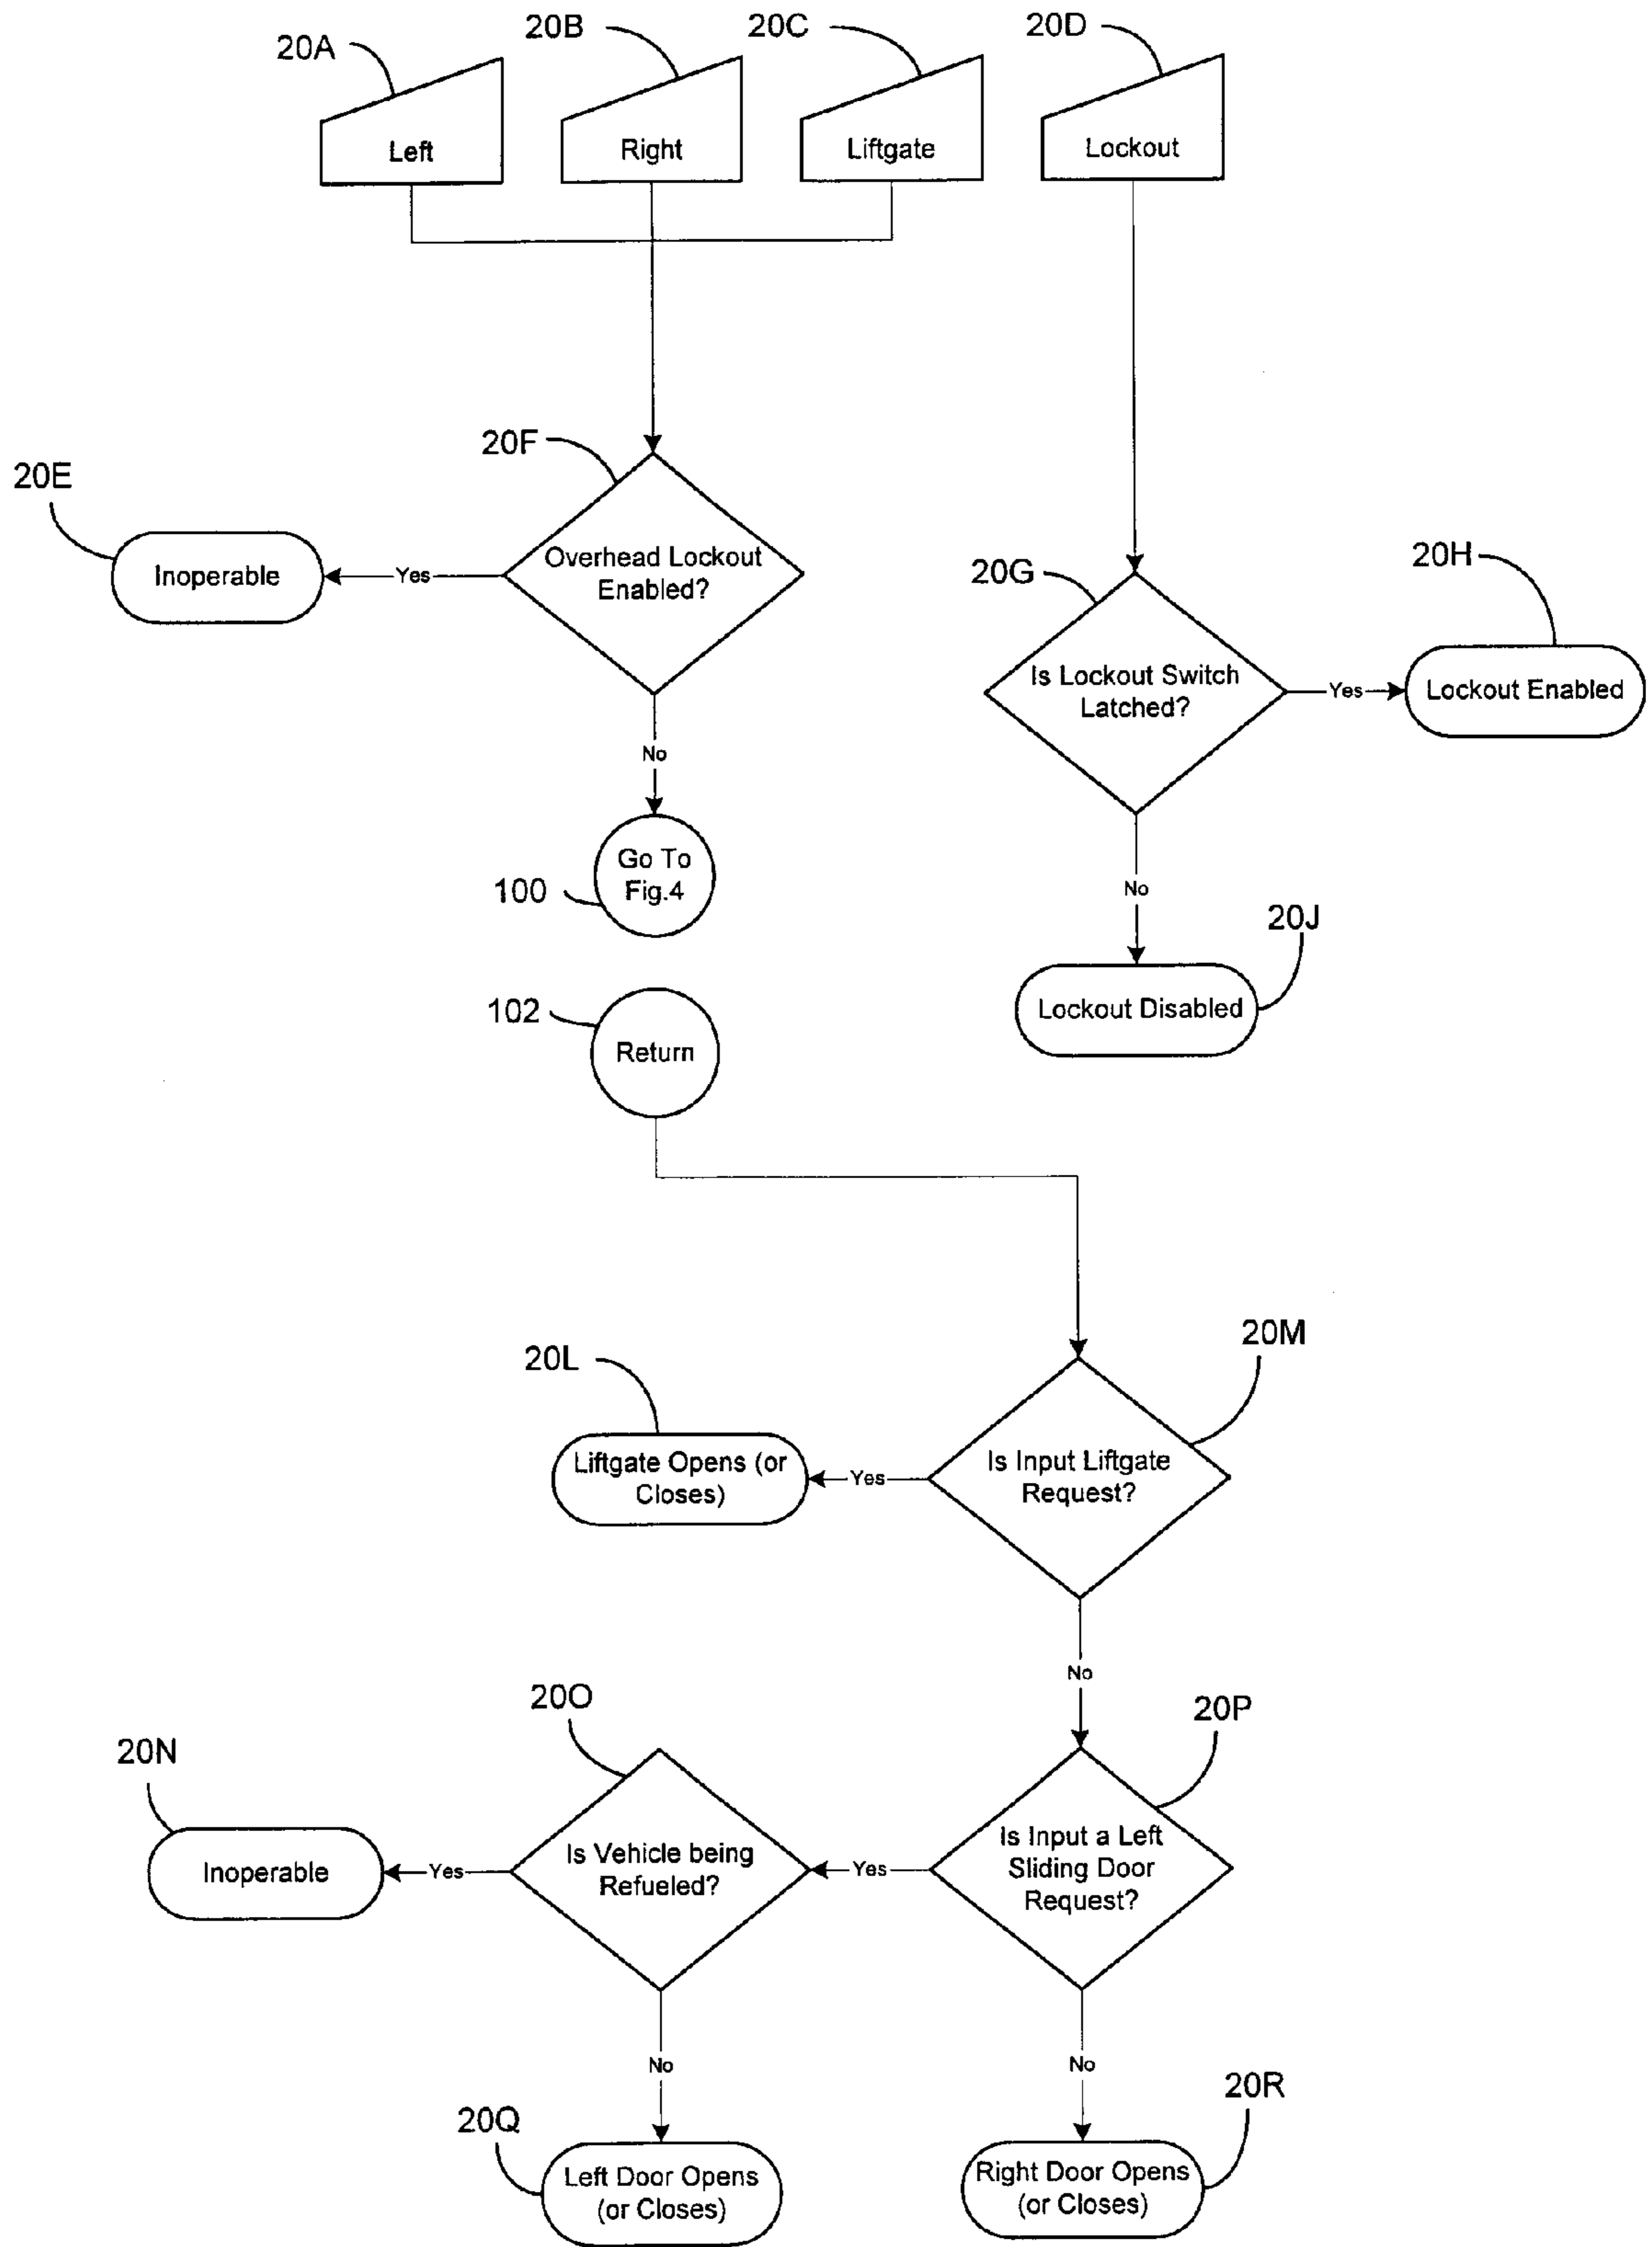 20A
20B
20C
20D
Left
Right
Liftgate
Lockout
20F
20E
Overhead Lockout
Enabled?
Yes
Inoperable
20G
20H
Is Lockout Switch
Latched?
Yes
Lockout Enabled
No
Go To
Fig.4
100
No
20J
Lockout Disabled
102
Return
20L
20M
Liftgate Opens (or
Closes)
Yes
Is Input Liftgate
Request?
No
20O
20P
20N
Is Input a Left
Sliding Door
Request?
Yes
Is Vehicle being
Refueled?
Yes
Inoperable
No
No
20Q
20R
Left Door Opens
(or Closes)
Right Door Opens
(or Closes)